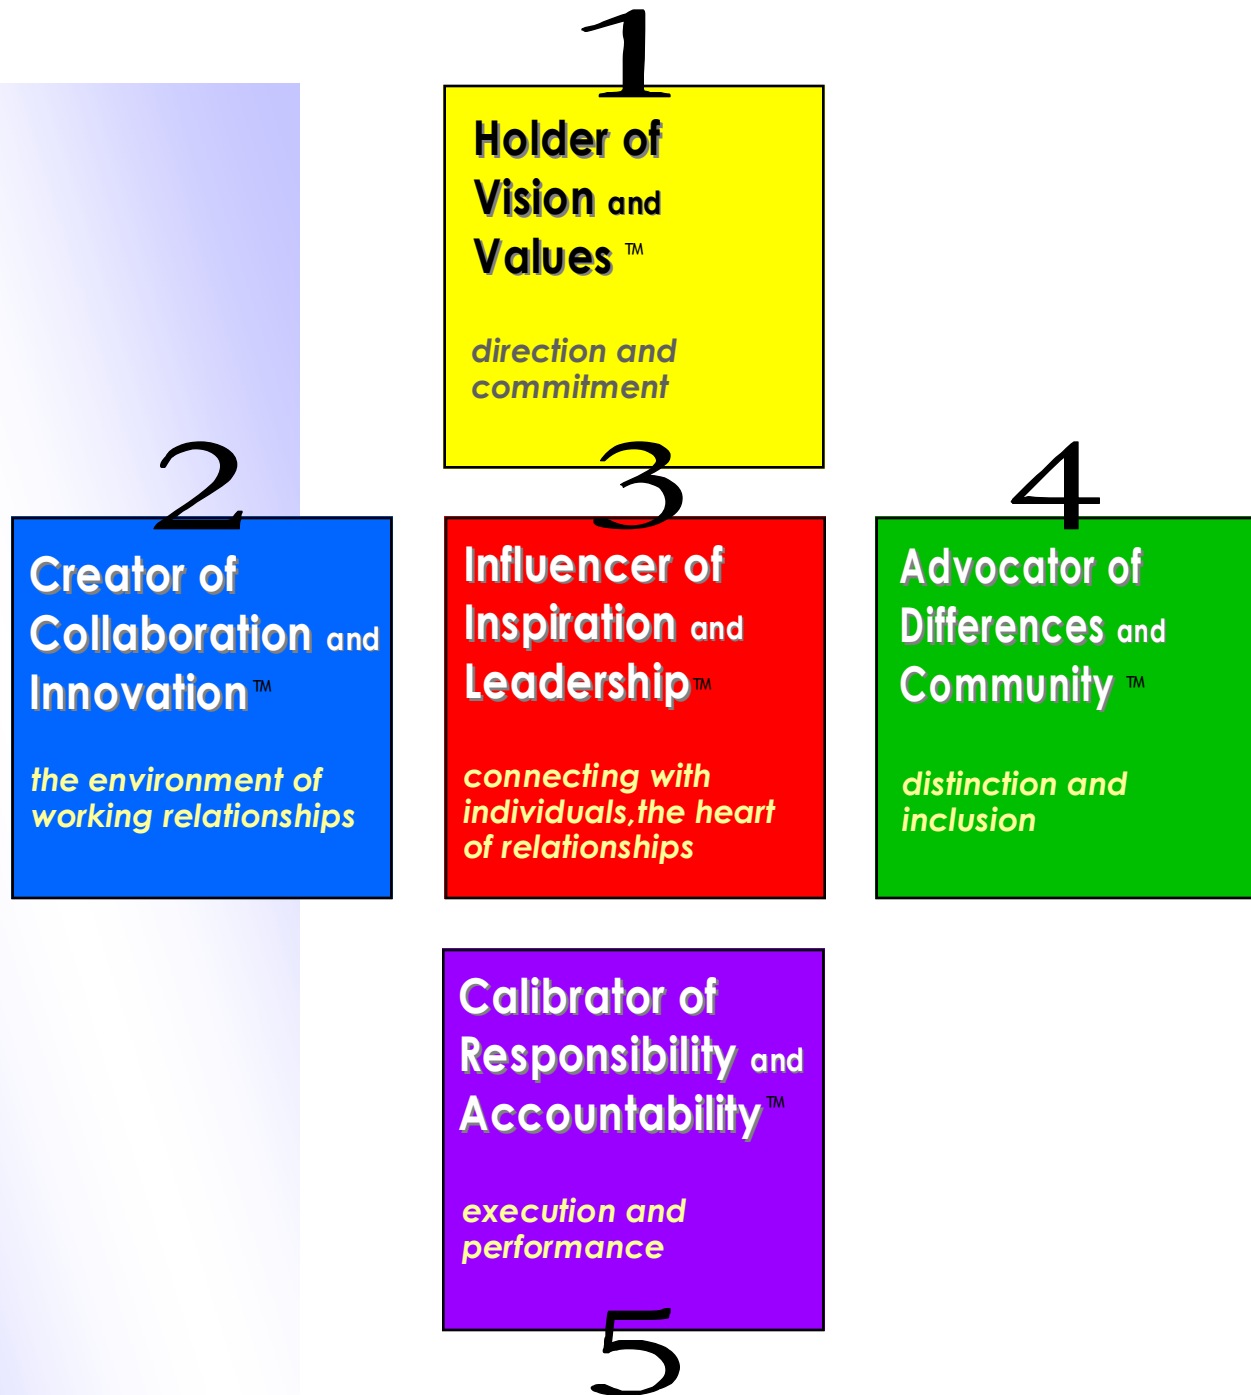 1
Holder of
Vision and
Values ™
direction and
commitment
2
Creator of
Collaboration and
Innovation™
the environment of
working relationships
3
Influencer of
Inspiration and
Leadership™
connecting with
individuals,the heart
of relationships
4
Advocator of
Differences and
Community ™
distinction and
inclusion
Calibrator of
Responsibility and
Accountability™
execution and
performance
5